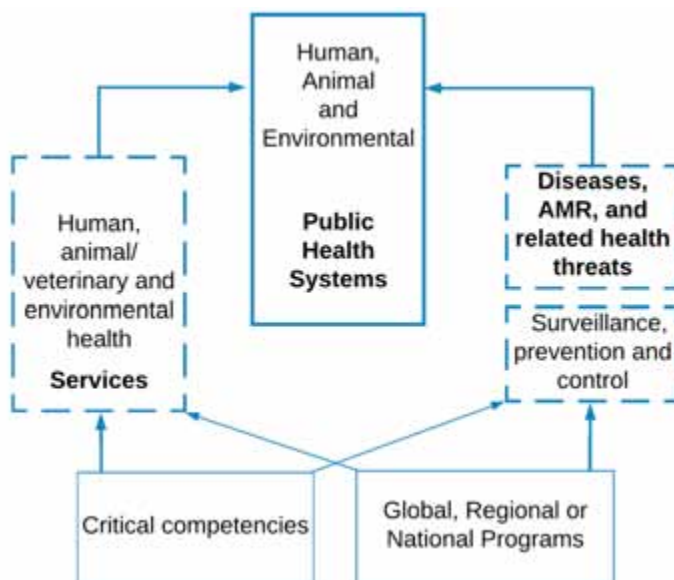 Human,
Animal
and
Environmental
Public
Health
Systems
Human,
animal/
veterinary and
environmental
health
Services
Diseases,
AMR, and
related health
threats
Surveillance,
prevention and
control
Critical competencies
Global, Regional or
National Programs